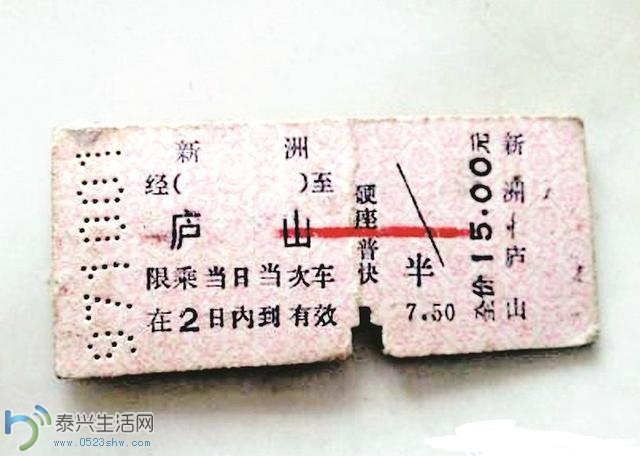 新 洲
经( )至
庐 山
限乘当日当次车
在2日内到有效
硬座普快
半
7.50
全价15.00元
新洲—庐山
泰兴生活网
www.0523shw.com